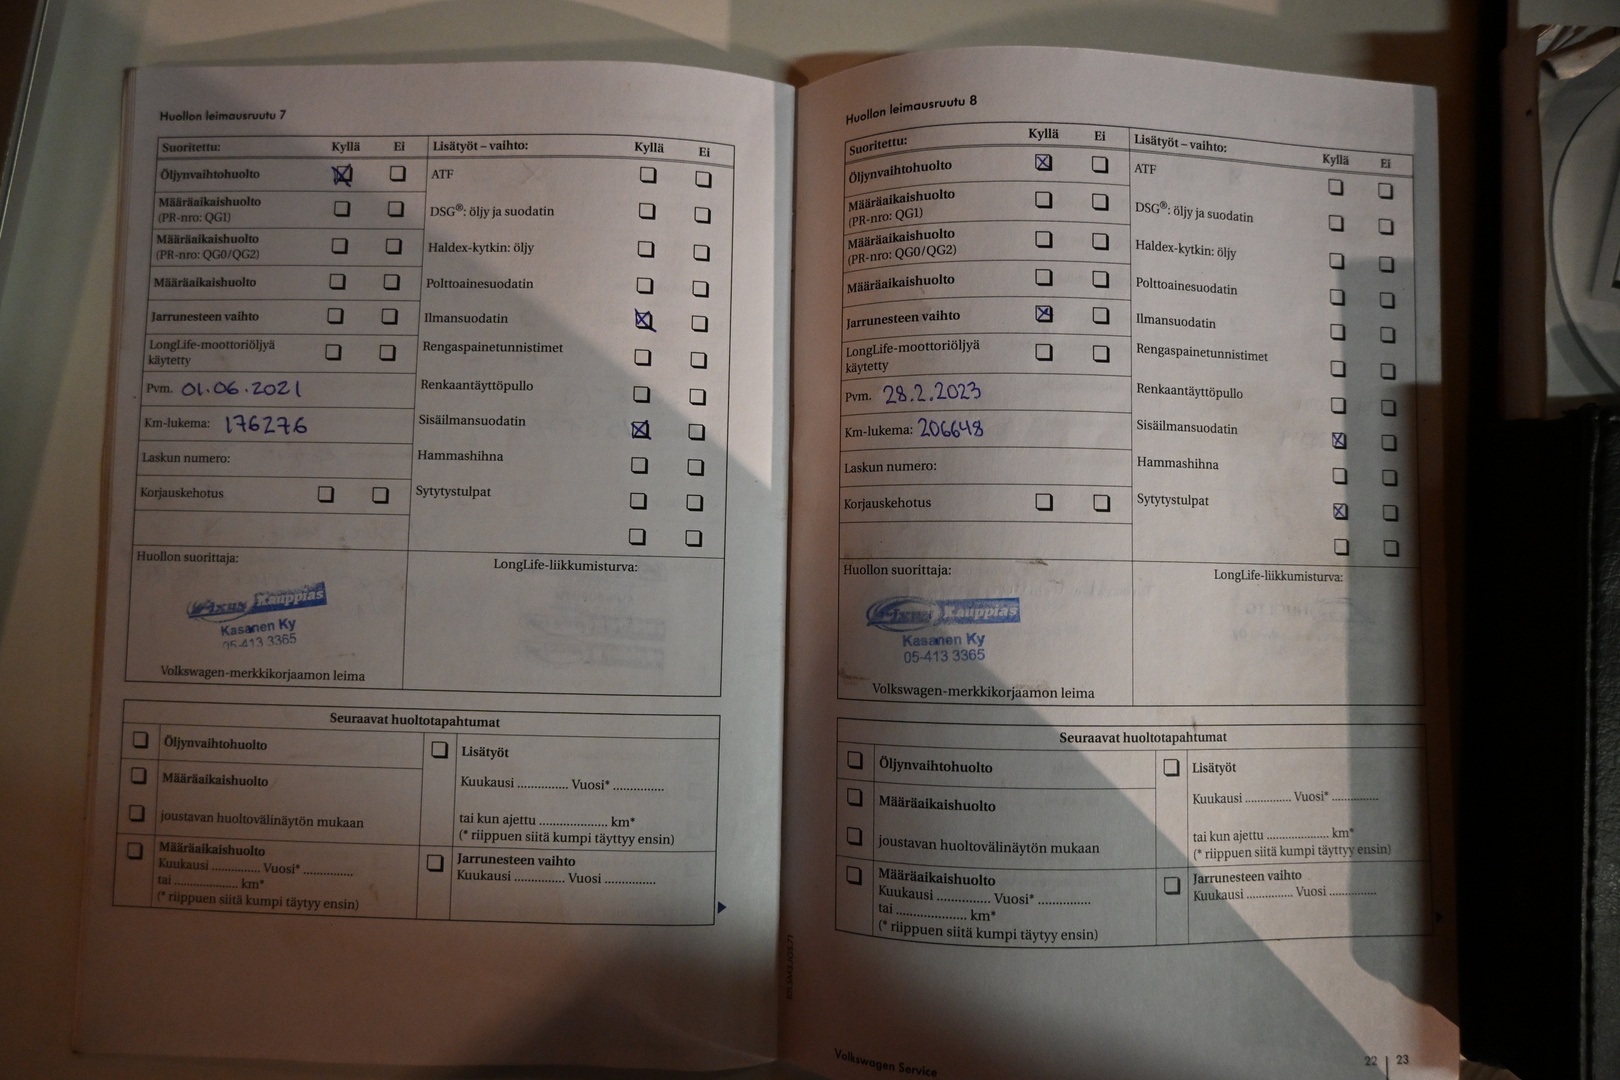 Huollon leimausruutu 7
Suoritettu: Kyllä Ei Lisätyöt – vaihto: Kyllä Ei
Öljynvaihtohuolto ATF
Määräaikaishuolto
(PR-nro: QG1) DSG®: öljy ja suodatin
Määräaikaishuolto
(PR-nro: QG0/QG2) Haldex-kytkin: öljy
Määräaikaishuolto Polttoainesuodatin
Jarrunesteen vaihto Ilmansuodatin
LongLife-moottoriöljyä
käytetty Rengaspainetunnistimet
Pvm. 01.06.2021 Renkaantäyttöpullo
Km-lukema: 176276 Sisäilmansuodatin
Laskun numero: Hammashihna
Korjauskehotus Sytytystulpat
Huollon suorittaja: LongLife-liikkumisturva:
Fixus Kauppias
Kasanen Ky
05-413 3365
Volkswagen-merkkikorjaamon leima
Seuraavat huoltotapahtumat
Öljynvaihtohuolto Lisätyöt
Määräaikaishuolto Kuukausi .............. Vuosi* ..............
joustavan huoltovälinäytön mukaan tai kun ajettu .................... km*
(* riippuen siitä kumpi täyttyy ensin)
Määräaikaishuolto Jarrunesteen vaihto
Kuukausi .............. Vuosi* .............. Kuukausi .............. Vuosi ..............
tai .................... km*
(* riippuen siitä kumpi täytyy ensin)
Huollon leimausruutu 8
Suoritettu: Kyllä Ei Lisätyöt – vaihto: Kyllä Ei
Öljynvaihtohuolto ATF
Määräaikaishuolto
(PR-nro: QG1) DSG®: öljy ja suodatin
Määräaikaishuolto
(PR-nro: QG0/QG2) Haldex-kytkin: öljy
Määräaikaishuolto Polttoainesuodatin
Jarrunesteen vaihto Ilmansuodatin
LongLife-moottoriöljyä
käytetty Rengaspainetunnistimet
Pvm. 28.2.2023 Renkaantäyttöpullo
Km-lukema: 206648 Sisäilmansuodatin
Laskun numero: Hammashihna
Korjauskehotus Sytytystulpat
Huollon suorittaja: LongLife-liikkumisturva:
Fixus Kauppias
Kasanen Ky
05-413 3365
Volkswagen-merkkikorjaamon leima
Seuraavat huoltotapahtumat
Öljynvaihtohuolto Lisätyöt
Määräaikaishuolto Kuukausi .............. Vuosi* ..............
joustavan huoltovälinäytön mukaan tai kun ajettu .................... km*
(* riippuen siitä kumpi täyttyy ensin)
Määräaikaishuolto Jarrunesteen vaihto
Kuukausi .............. Vuosi* .............. Kuukausi .............. Vuosi ..............
tai .................... km*
(* riippuen siitä kumpi täytyy ensin)
Volkswagen Service 22 | 23